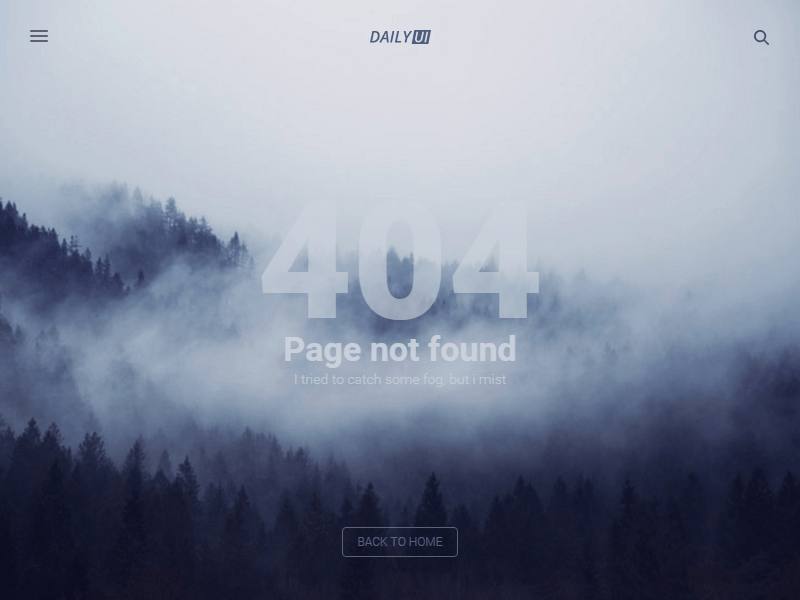 DAILY UI
404
Page not found
I tried to catch some fog, but i mist
BACK TO HOME